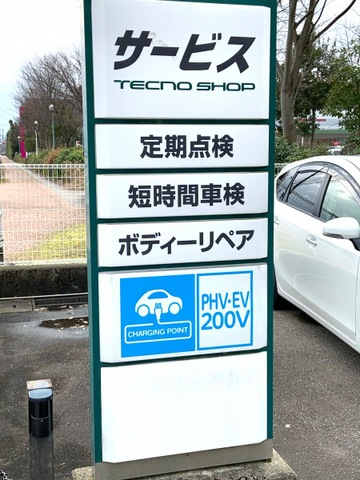 サービス
TECNO SHOP
定期点検
短時間車検
ボディーリペア
CHARGING POINT
PHV・EV
200V